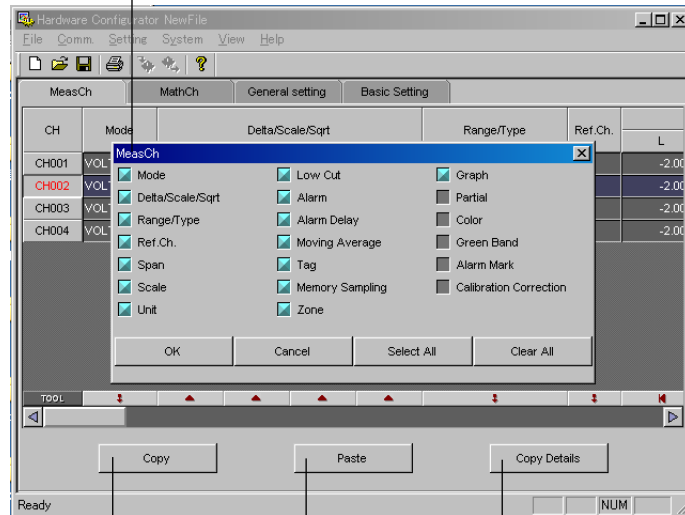 Hardware Configurator NewFile
File Comm. Setting System View Help
MeasCh MathCh General setting Basic Setting
CH Mode Delta/Scale/Sqrt Range/Type Ref.Ch.
L
CH001 VOLT -2.00
CH002 VOLT -2.00
CH003 VOL -2.00
CH004 VOL -2.00
MeasCh
Mode Low Cut Graph
Delta/Scale/Sqrt Alarm Partial
Range/Type Alarm Delay Color
Ref.Ch. Moving Average Green Band
Span Tag Alarm Mark
Scale Memory Sampling Calibration Correction
Unit Zone
OK Cancel Select All Clear All
TOOL
Copy Paste Copy Details
Ready NUM